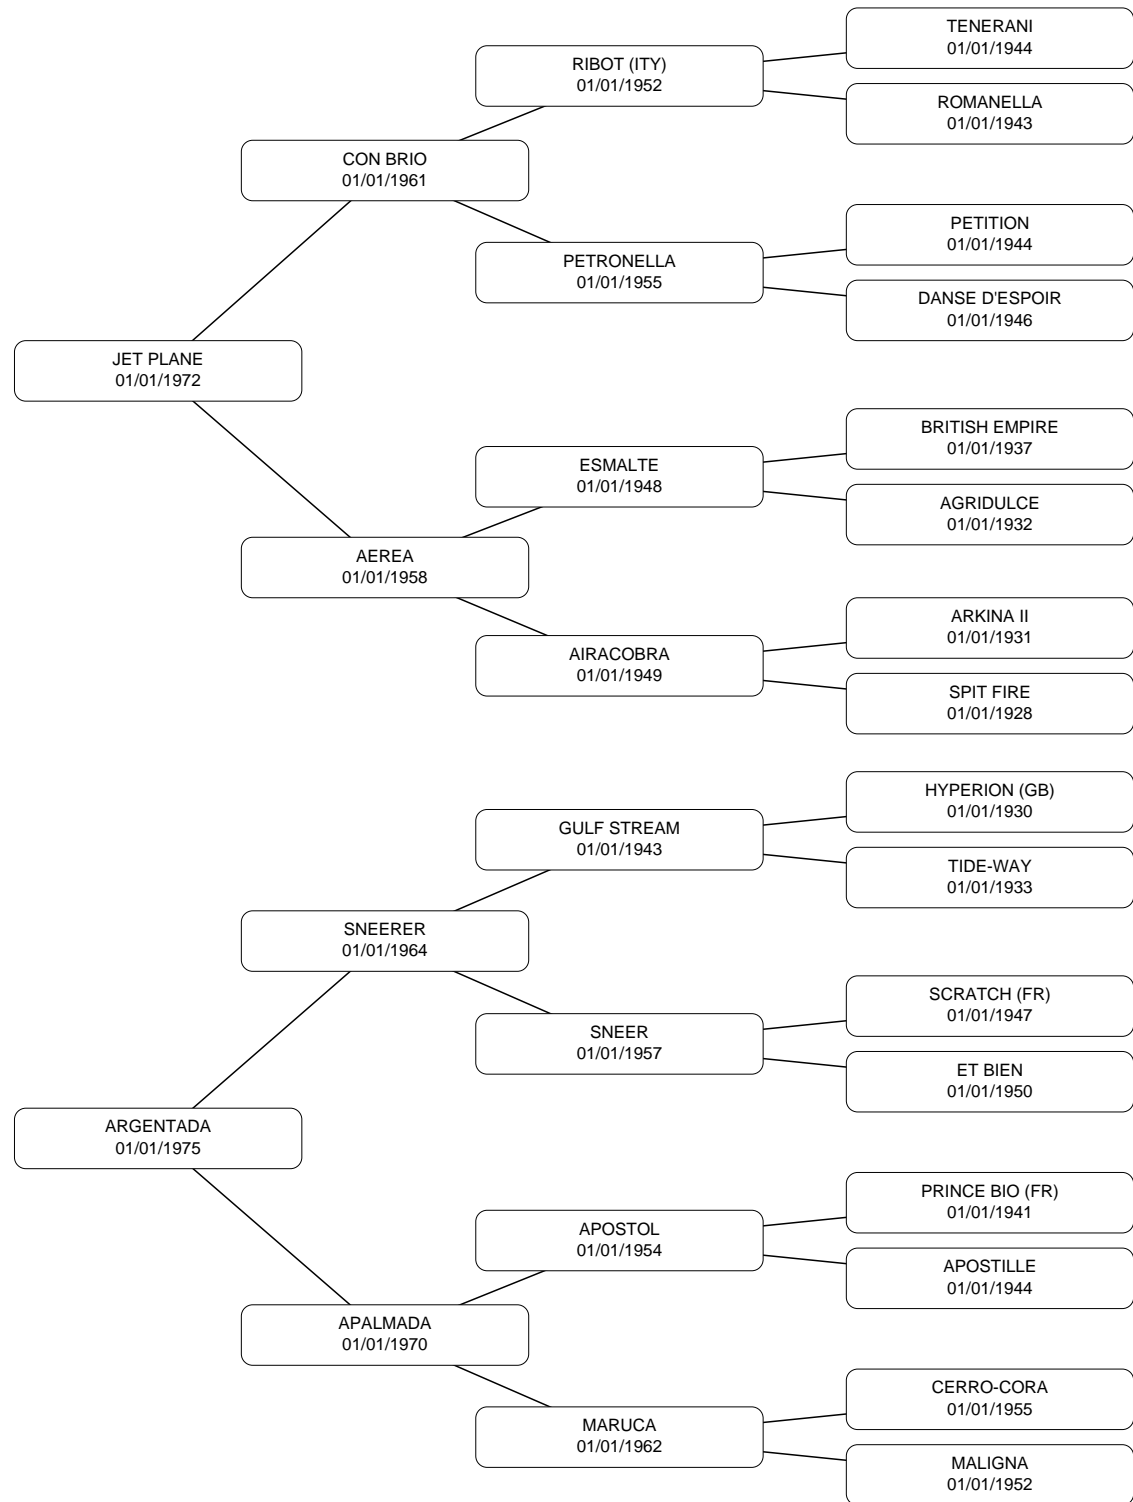 TENERANI
01/01/1944
RIBOT (ITY)
01/01/1952
ROMANELLA
01/01/1943
CON BRIO
01/01/1961
PETITION
01/01/1944
PETRONELLA
01/01/1955
DANSE D'ESPOIR
01/01/1946
JET PLANE
01/01/1972
BRITISH EMPIRE
01/01/1937
ESMALTE
01/01/1948
AGRIDULCE
01/01/1932
AEREA
01/01/1958
ARKINA II
01/01/1931
AIRACOBRA
01/01/1949
SPIT FIRE
01/01/1928
HYPERION (GB)
01/01/1930
GULF STREAM
01/01/1943
TIDE-WAY
01/01/1933
SNEERER
01/01/1964
SCRATCH (FR)
01/01/1947
SNEER
01/01/1957
ET BIEN
01/01/1950
ARGENTADA
01/01/1975
PRINCE BIO (FR)
01/01/1941
APOSTOL
01/01/1954
APOSTILLE
01/01/1944
APALMADA
01/01/1970
CERRO-CORA
01/01/1955
MARUCA
01/01/1962
MALIGNA
01/01/1952